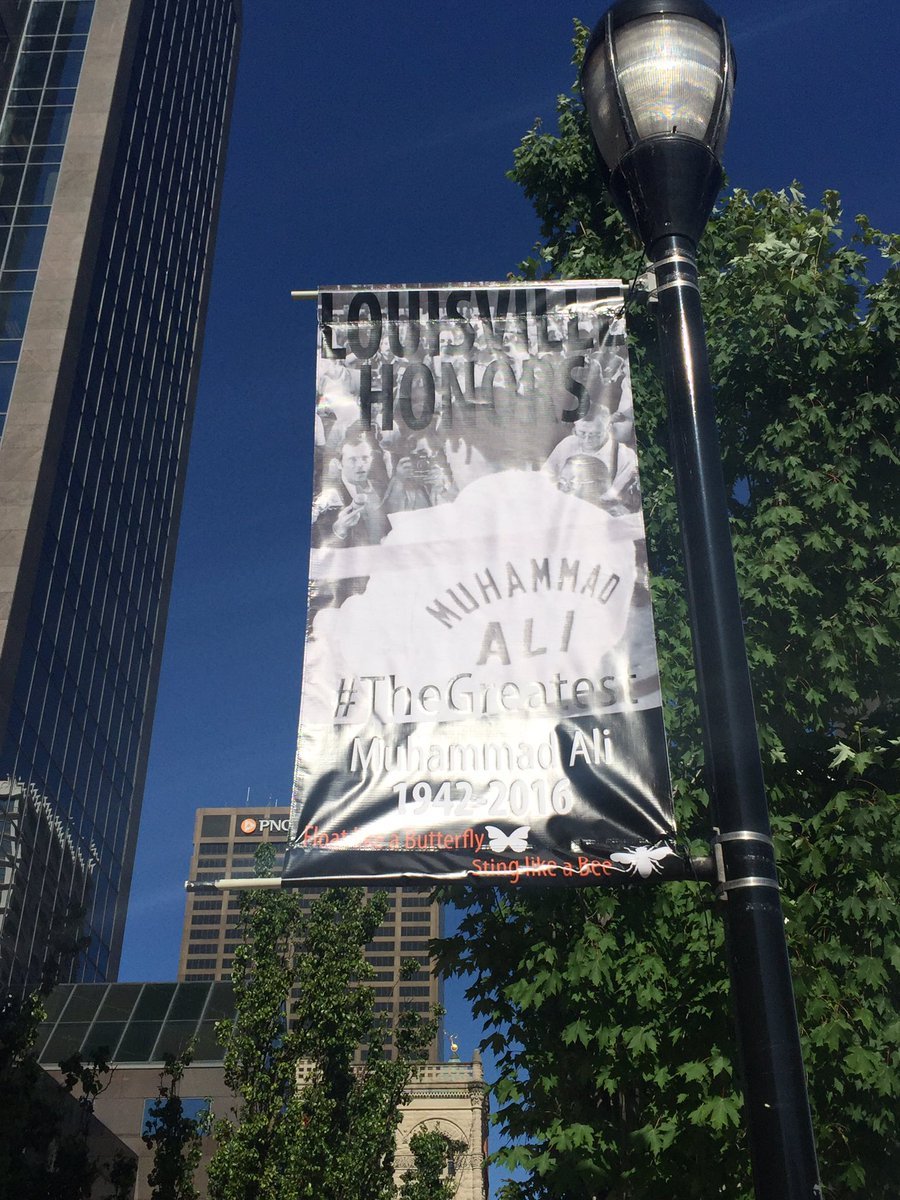 LOUISVILLE
HONORS
MUHAMMAD
ALI
#TheGreatest
Muhammad Ali
1942-2016
Float like a Butterfly
Sting like a Bee
PNC